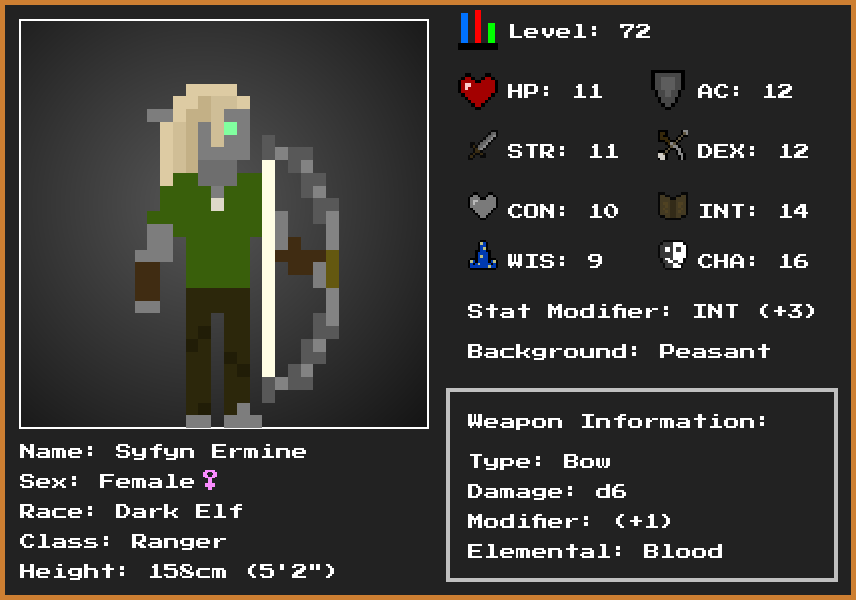 Level: 72
HP: 11 AC: 12
STR: 11 DEX: 12
CON: 10 INT: 14
WIS: 9 CHA: 16
Stat Modifier: INT (+3)
Background: Peasant
Weapon Information:
Type: Bow
Damage: d6
Modifier: (+1)
Elemental: Blood
Name: Syfyn Ermine
Sex: Female♀
Race: Dark Elf
Class: Ranger
Height: 158cm (5'2")